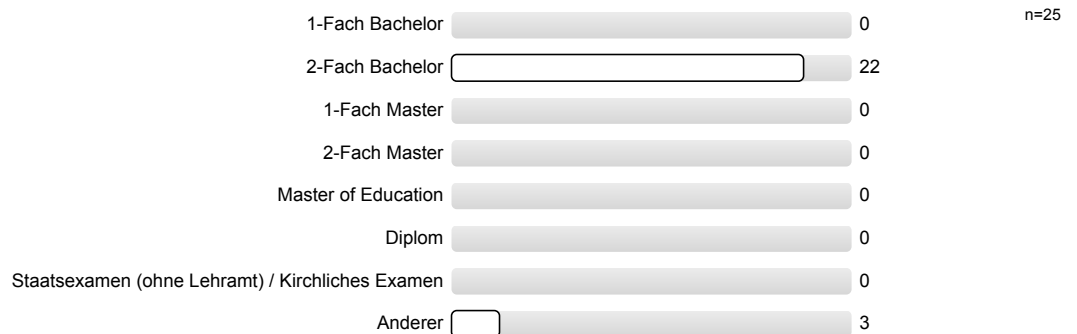 1-Fach Bachelor 0 n=25
2-Fach Bachelor 22
1-Fach Master 0
2-Fach Master 0
Master of Education 0
Diplom 0
Staatsexamen (ohne Lehramt) / Kirchliches Examen 0
Anderer 3